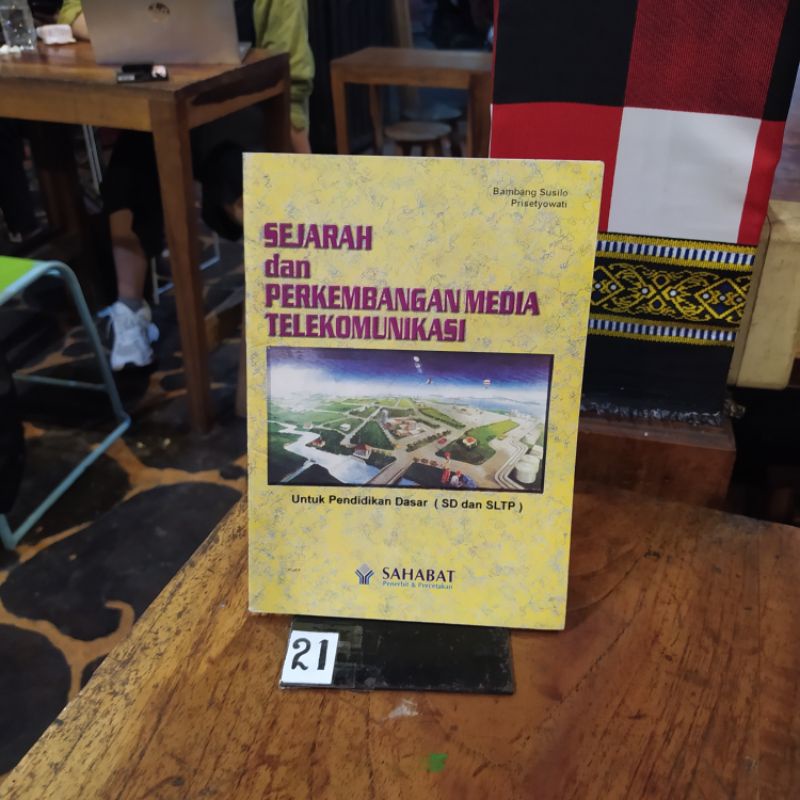 Bambang Susilo
Prisetyowati
SEJARAH
dan
PERKEMBANGAN MEDIA
TELEKOMUNIKASI
Untuk Pendidikan Dasar ( SD dan SLTP )
SAHABAT
Penerbit & Percetakan
21